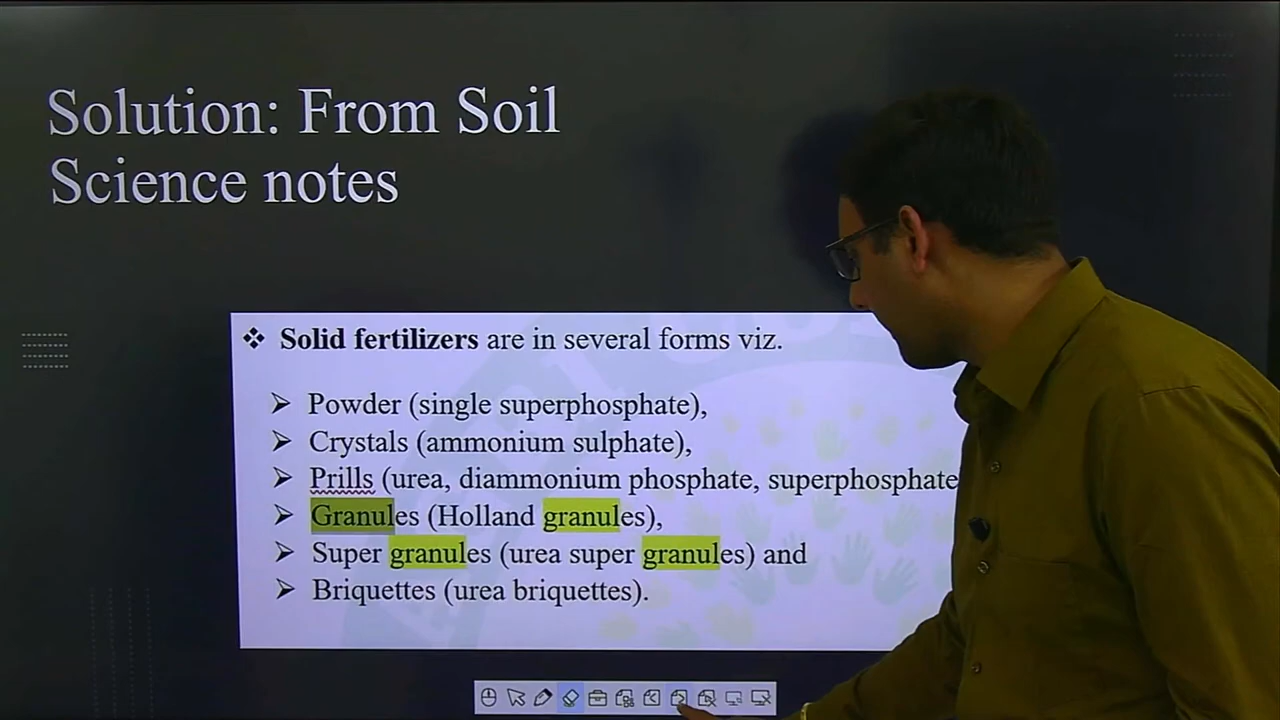 Solution: From Soil
Science notes
❖ Solid fertilizers are in several forms viz.
➢ Powder (single superphosphate),
➢ Crystals (ammonium sulphate),
➢ Prills (urea, diammonium phosphate, superphosphate
➢ Granules (Holland granules),
➢ Super granules (urea super granules) and
➢ Briquettes (urea briquettes).